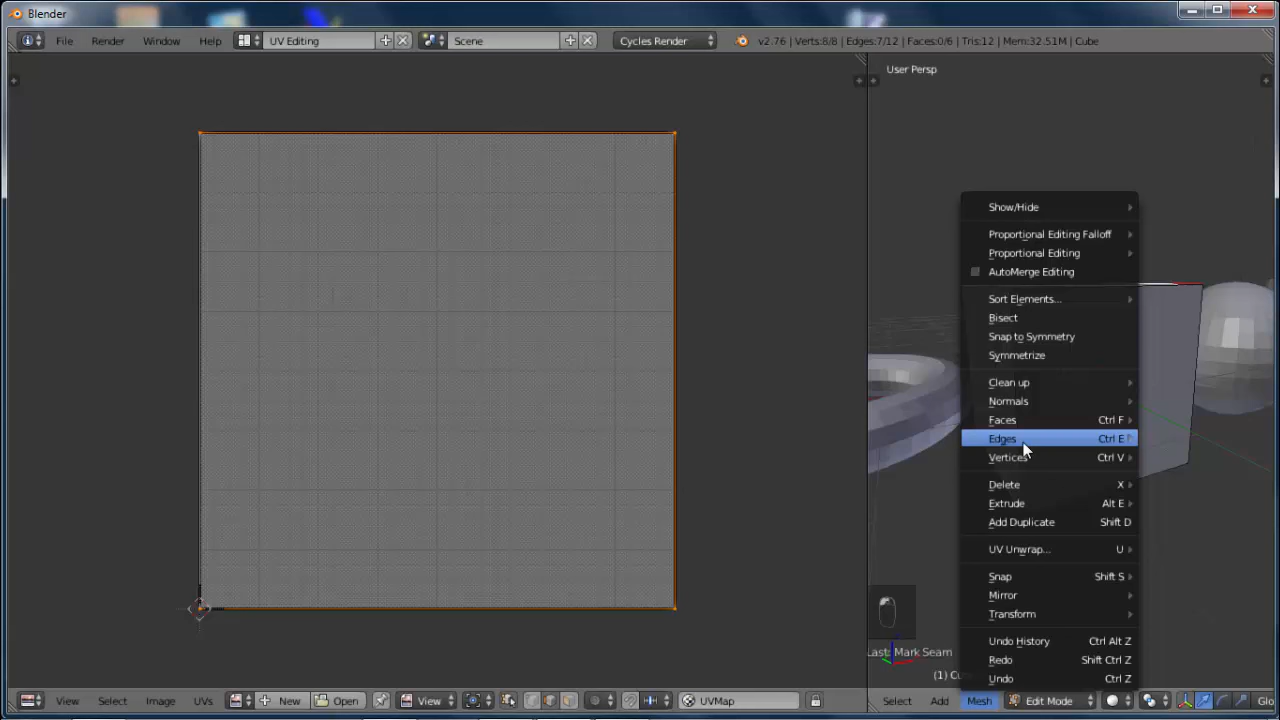 Blender
File Render Window Help UV Editing Scene Cycles Render v2.76 | Verts:8/8 | Edges:7/12 | Faces:0/6 | Tris:12 | Mem:32.51M | Cube
User Persp
Show/Hide
Proportional Editing Falloff
Proportional Editing
AutoMerge Editing
Sort Elements...
Bisect
Snap to Symmetry
Symmetrize
Clean up
Normals
Faces Ctrl F
Edges Ctrl E
Vertices Ctrl V
Delete X
Extrude Alt E
Add Duplicate Shift D
UV Unwrap... U
Snap Shift S
Mirror
Transform
Undo History Ctrl Alt Z
Redo Shift Ctrl Z
Undo Ctrl Z
Last: Mark Seam
View Select Image UVs New Open View UVMap Select Add Mesh Edit Mode